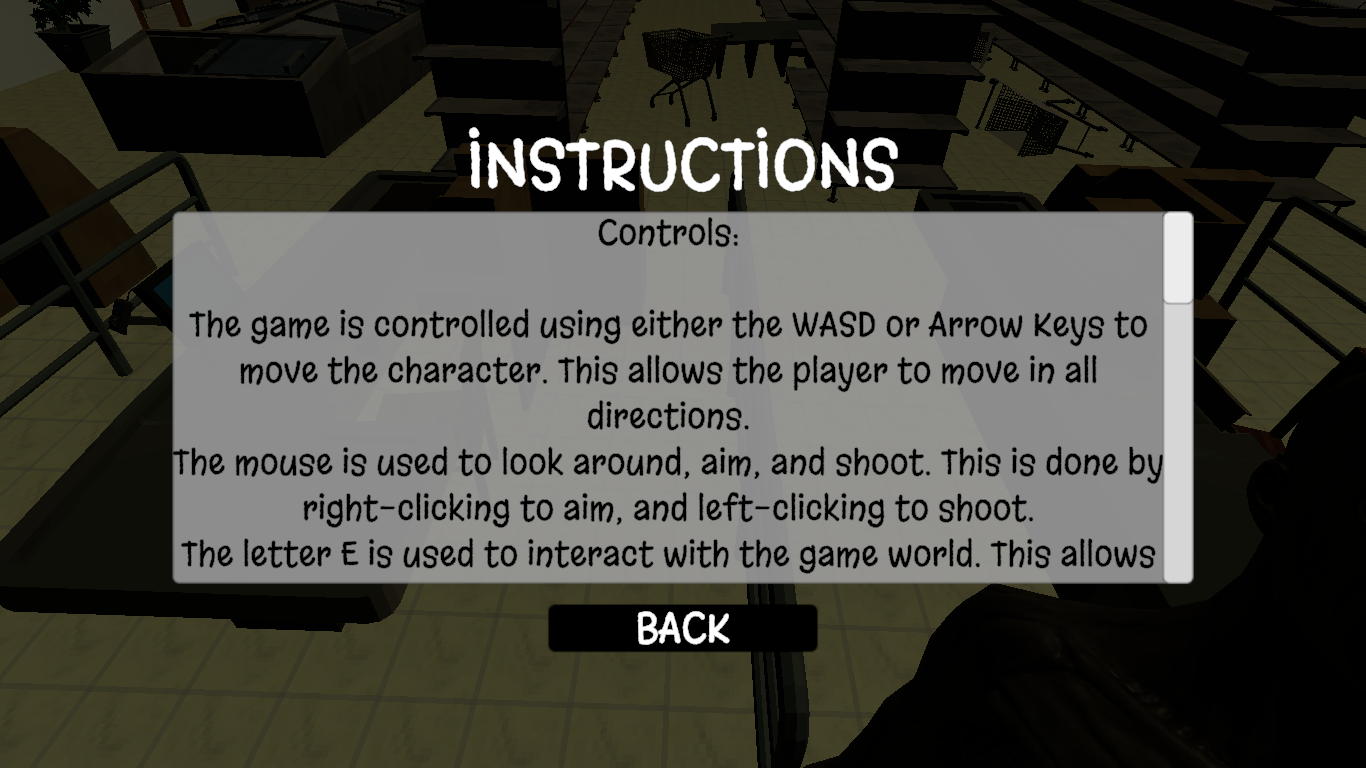 INSTRUCTIONS
Controls:
The game is controlled using either the WASD or Arrow Keys to
move the character. This allows the player to move in all
directions.
The mouse is used to look around, aim, and shoot. This is done by
right-clicking to aim, and left-clicking to shoot.
The letter E is used to interact with the game world. This allows
BACK